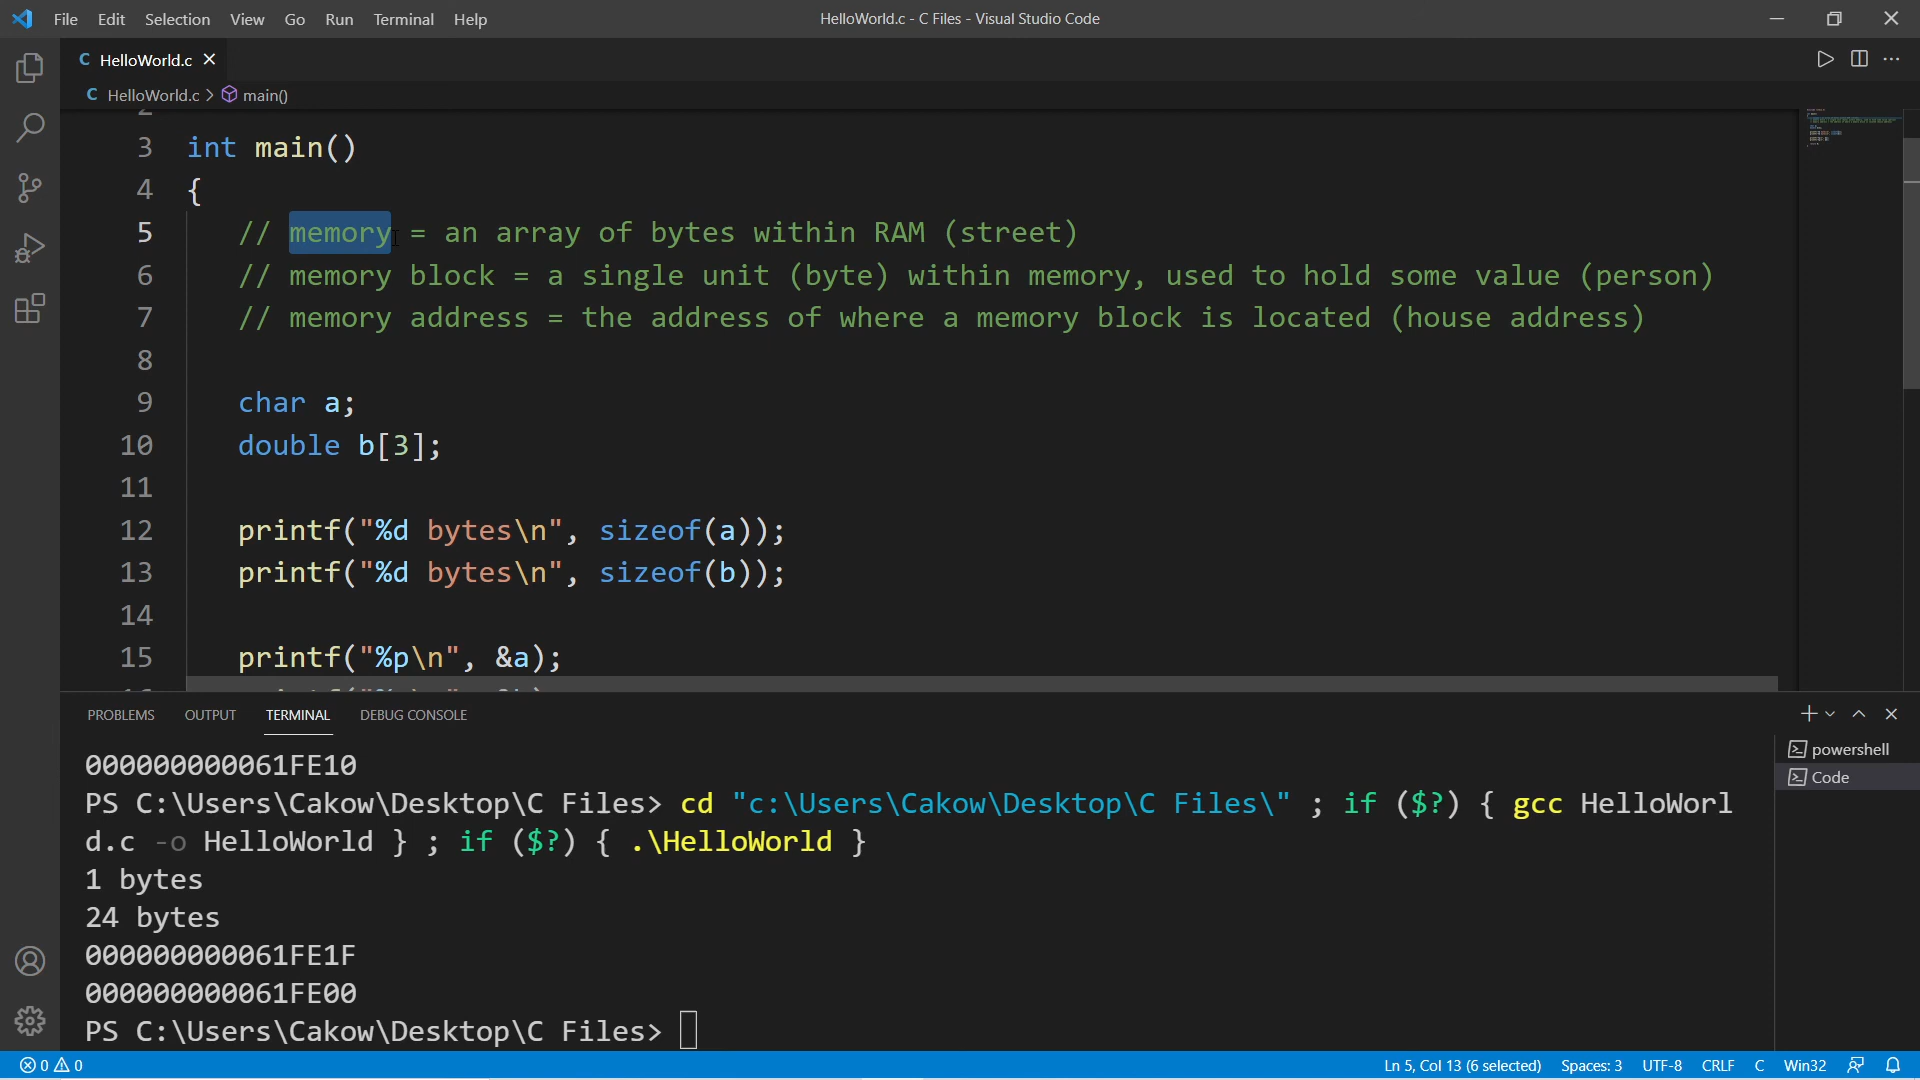 File Edit Selection View Go Run Terminal Help
HelloWorld.c - C Files - Visual Studio Code
C HelloWorld.c
C HelloWorld.c > main()
2
3 int main()
4 {
5 // memory = an array of bytes within RAM (street)
6 // memory block = a single unit (byte) within memory, used to hold some value (person)
7 // memory address = the address of where a memory block is located (house address)
8
9 char a;
10 double b[3];
11
12 printf("%d bytes\n", sizeof(a));
13 printf("%d bytes\n", sizeof(b));
14
15 printf("%p\n", &a);
PROBLEMS OUTPUT TERMINAL DEBUG CONSOLE
powershell
Code
000000000061FE10
PS C:\Users\Cakow\Desktop\C Files> cd "c:\Users\Cakow\Desktop\C Files\" ; if ($?) { gcc HelloWorl
d.c -o HelloWorld } ; if ($?) { .\HelloWorld }
1 bytes
24 bytes
000000000061FE1F
000000000061FE00
PS C:\Users\Cakow\Desktop\C Files>
0 0
Ln 5, Col 13 (6 selected) Spaces: 3 UTF-8 CRLF C Win32